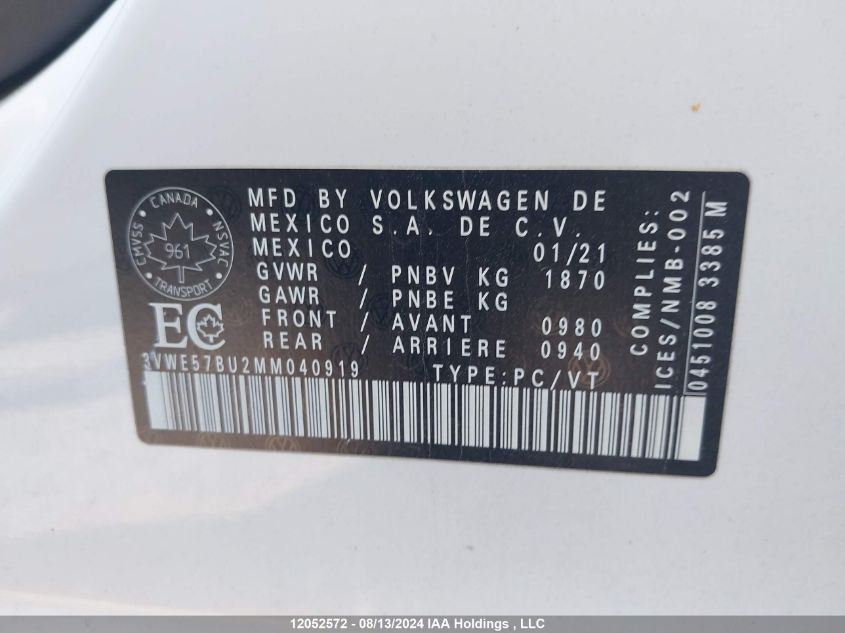 CANADA
CMVSS
NSVAC
961
TRANSPORT
EC
MFD BY VOLKSWAGEN DE
MEXICO S.A. DE C.V.
MEXICO 01/21
GVWR / PNBV KG 1870
GAWR / PNBE KG
FRONT / AVANT 0980
REAR / ARRIERE 0940
3VWE57BU2MM040919 TYPE:PC/VT
COMPLIES:
ICES/NMB-002
0451008 3385 M
12052572 - 08/13/2024 IAA Holdings , LLC